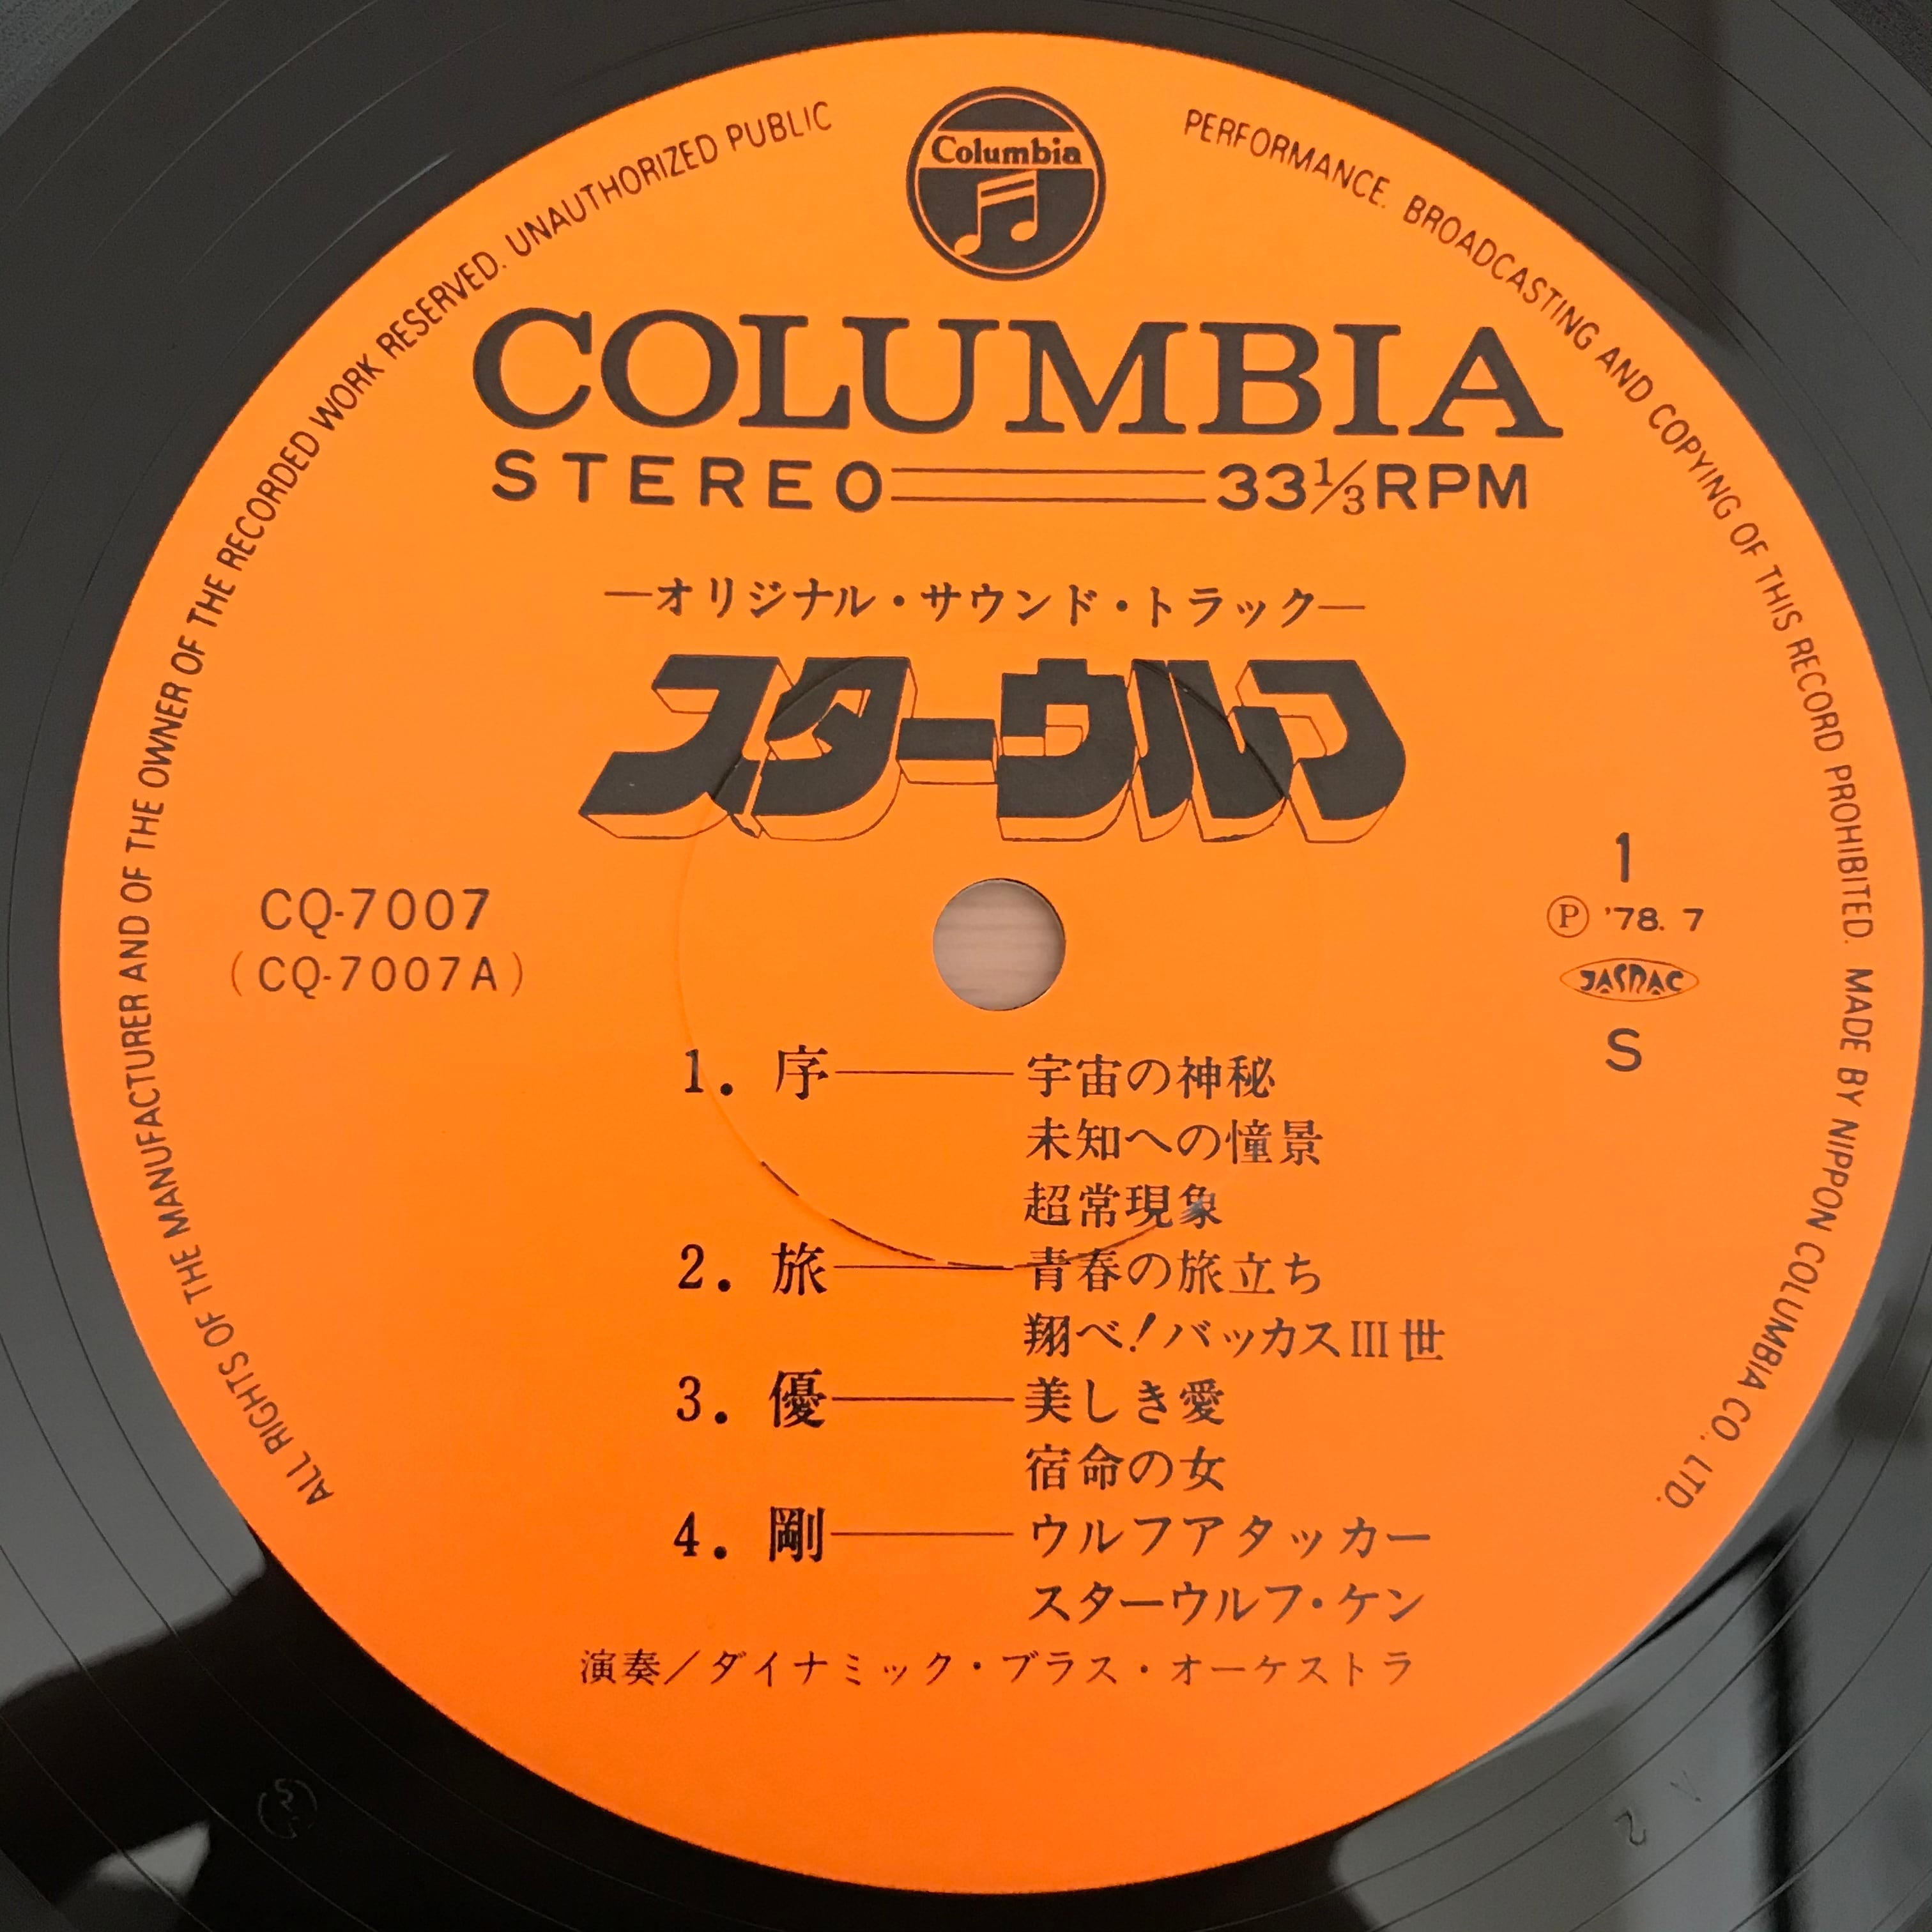 Columbia
ALL RIGHTS OF THE MANUFACTURER AND OF THE OWNER OF THE RECORDED WORK RESERVED. UNAUTHORIZED PUBLIC PERFORMANCE. BROADCASTING AND COPYING OF THIS RECORD PROHIBITED. MADE BY NIPPON COLUMBIA CO., LTD.
COLUMBIA
STEREO 33⅓RPM
—オリジナル・サウンド・トラック—
スターウルフ
CQ-7007
(CQ-7007A)
1
Ⓟ '78. 7
JASRAC
S
1. 序——宇宙の神秘
未知への憧景
超常現象
2. 旅——青春の旅立ち
翔べ!バッカスIII世
3. 優——美しき愛
宿命の女
4. 剛——ウルフアタッカー
スターウルフ・ケン
演奏/ダイナミック・ブラス・オーケストラ